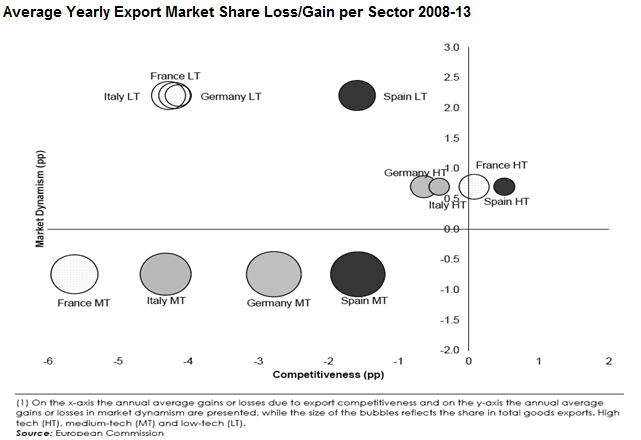 Average Yearly Export Market Share Loss/Gain per Sector 2008-13
3.0
France LT
2.5
Italy LT
Germany LT
Spain LT
2.0
1.5
Market Dynamism (pp)
1.0
Germany HT
France HT
0.5
Italy HT
Spain HT
0.0
-0.5
France MT
Italy MT
Germany MT
Spain MT
-1.0
-1.5
-2.0
-6 -5 -4 -3 -2 -1 0 1 2
Competitiveness (pp)
(1) On the x-axis the annual average gains or losses due to export competitiveness and on the y-axis the annual average
gains or losses in market dynamism are presented, while the size of the bubbles reflects the share in total goods exports. High
tech (HT), medium-tech (MT) and low-tech (LT).
Source: European Commission